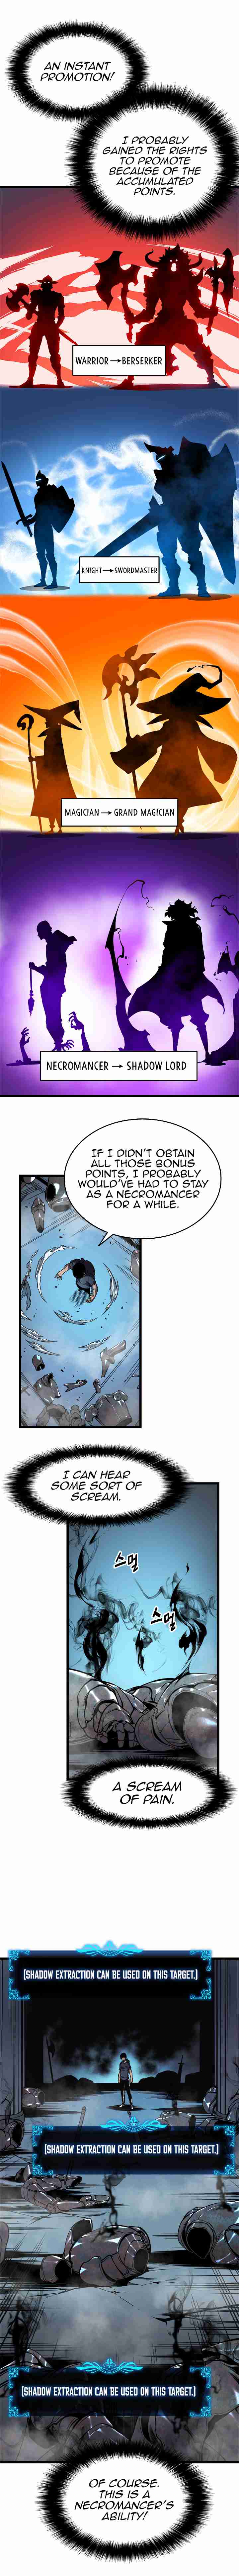 AN INSTANT
PROMOTION!
I PROBABLY
GAINED THE RIGHTS
TO PROMOTE
BECAUSE OF THE
ACCUMULATED
POINTS.
WARRIOR→BERSERKER
KNIGHT→SWORDMASTER
MAGICIAN→GRAND MAGICIAN
NECROMANCER → SHADOW LORD
IF I DIDN'T OBTAIN
ALL THOSE BONUS
POINTS, I PROBABLY
WOULD'VE HAD TO STAY
AS A NECROMANCER
FOR A WHILE.
I CAN HEAR
SOME SORT OF
SCREAM.
스멀
스멀
A SCREAM
OF PAIN.
[SHADOW EXTRACTION CAN BE USED ON THIS TARGET.]
[SHADOW EXTRACTION CAN BE USED ON THIS TARGET.]
[SHADOW EXTRACTION CAN BE USED ON THIS TARGET.]
OF COURSE.
THIS IS A
NECROMANCER'S
ABILITY!